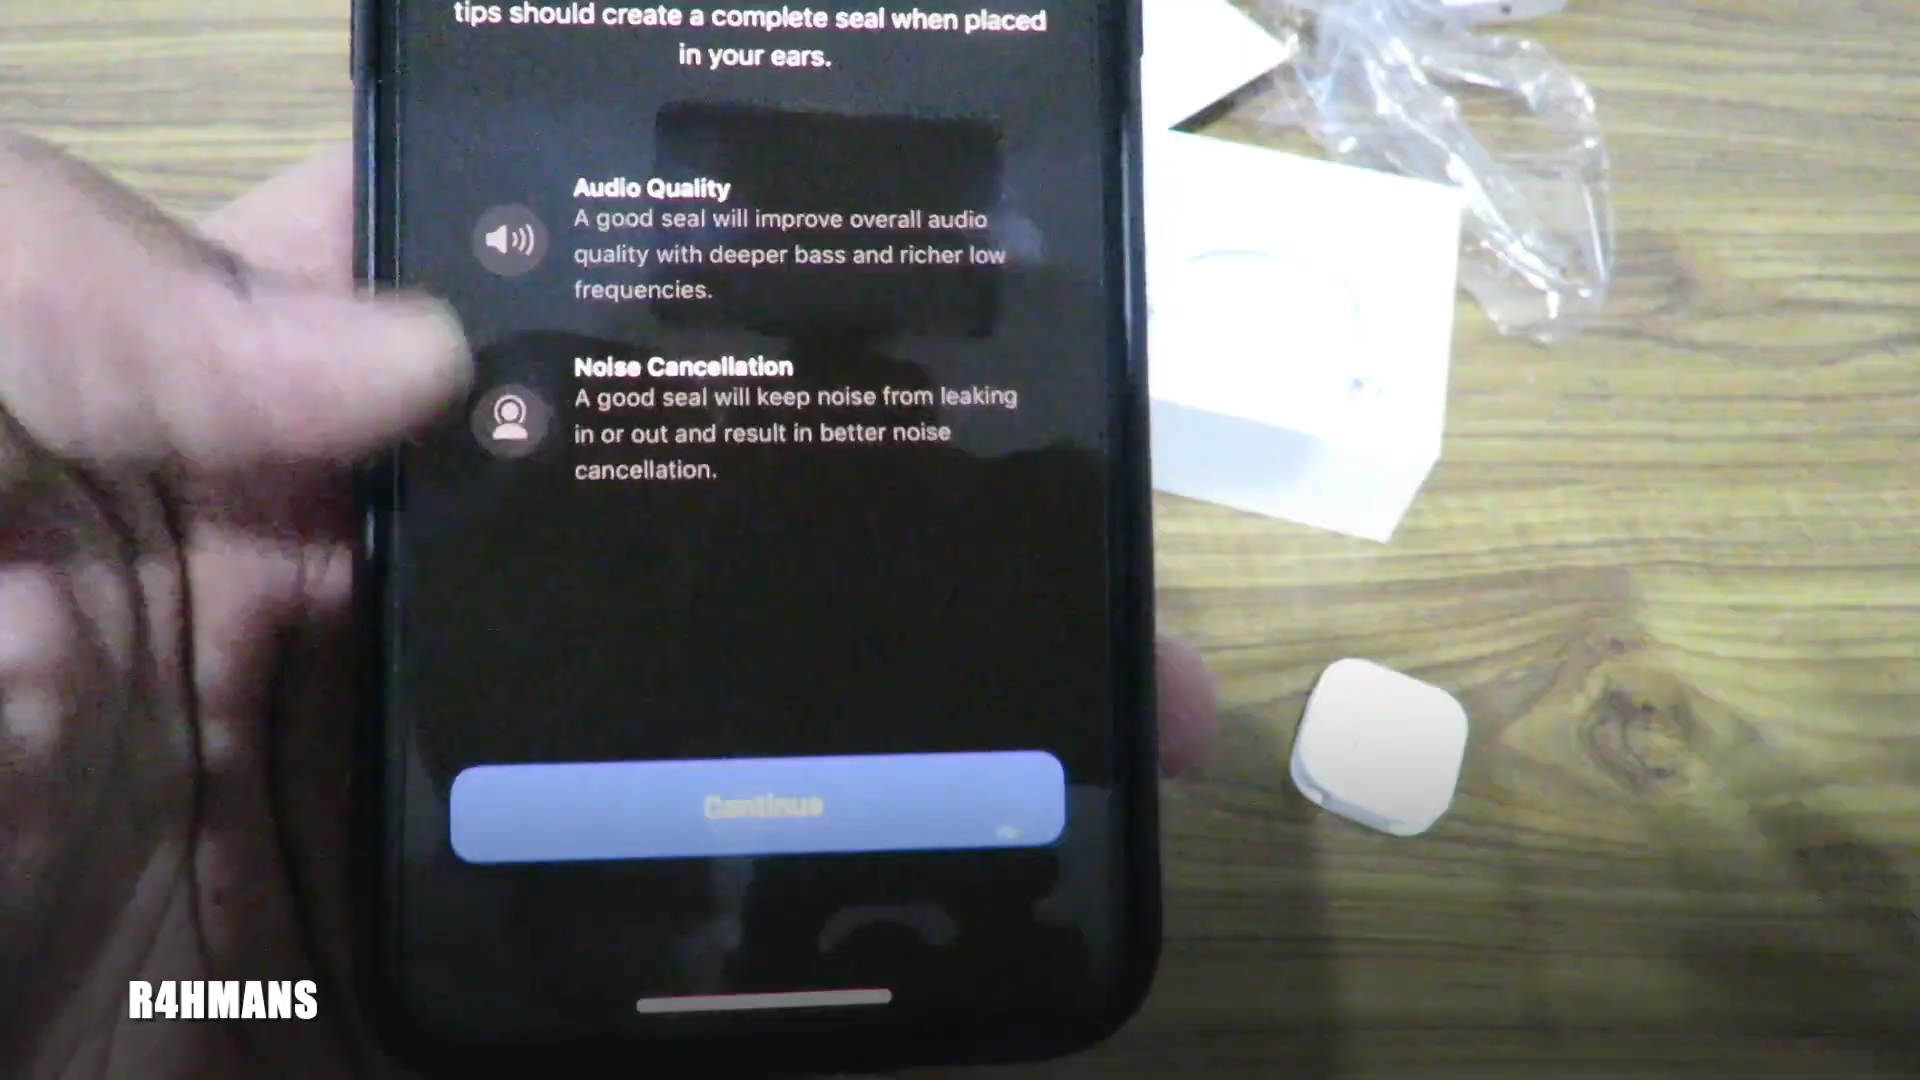 tips should create a complete seal when placed
in your ears.
Audio Quality
A good seal will improve overall audio
quality with deeper bass and richer low
frequencies.
Noise Cancellation
A good seal will keep noise from leaking
in or out and result in better noise
cancellation.
Continue
R4HMANS